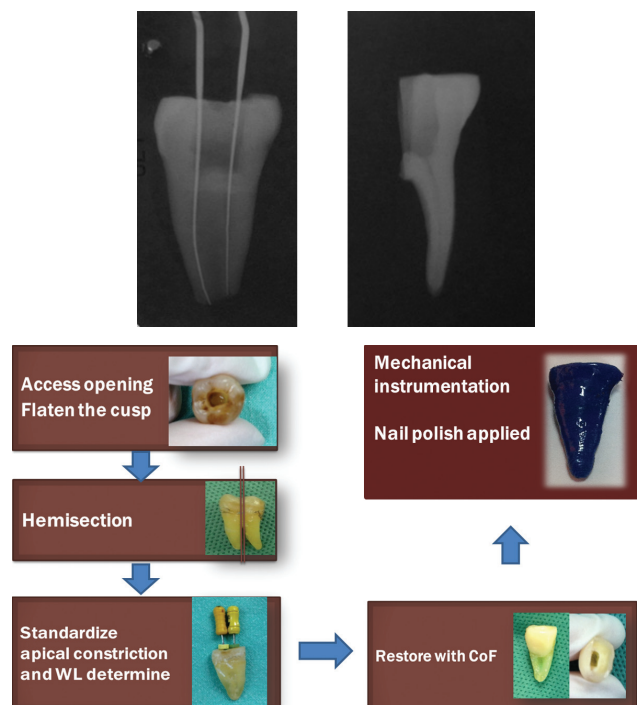 Access opening
Flaten the cusp
Hemisection
Standardize
apical constriction
and WL determine
Restore with CoF
Mechanical
instrumentation
Nail polish applied